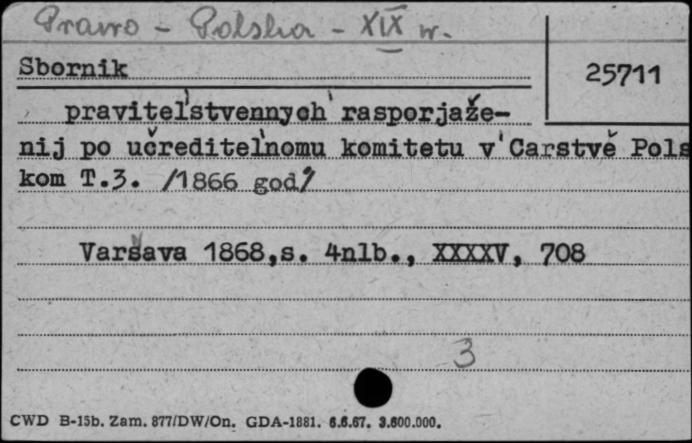 Prawo - Polska - XIX w.
Sbornik
25711
pravitel'stvennych' rasporjaže-
nij po učreditel'nomu komitetu v' Carstvě Pols
kom T.3. /1866 god'/
Varšava 1868,s. 4nlb., XXXXV, 708
3
CWD B-15b. Zam. 877/DW/On. GDA-1881. 6.6.67. 3.600.000.